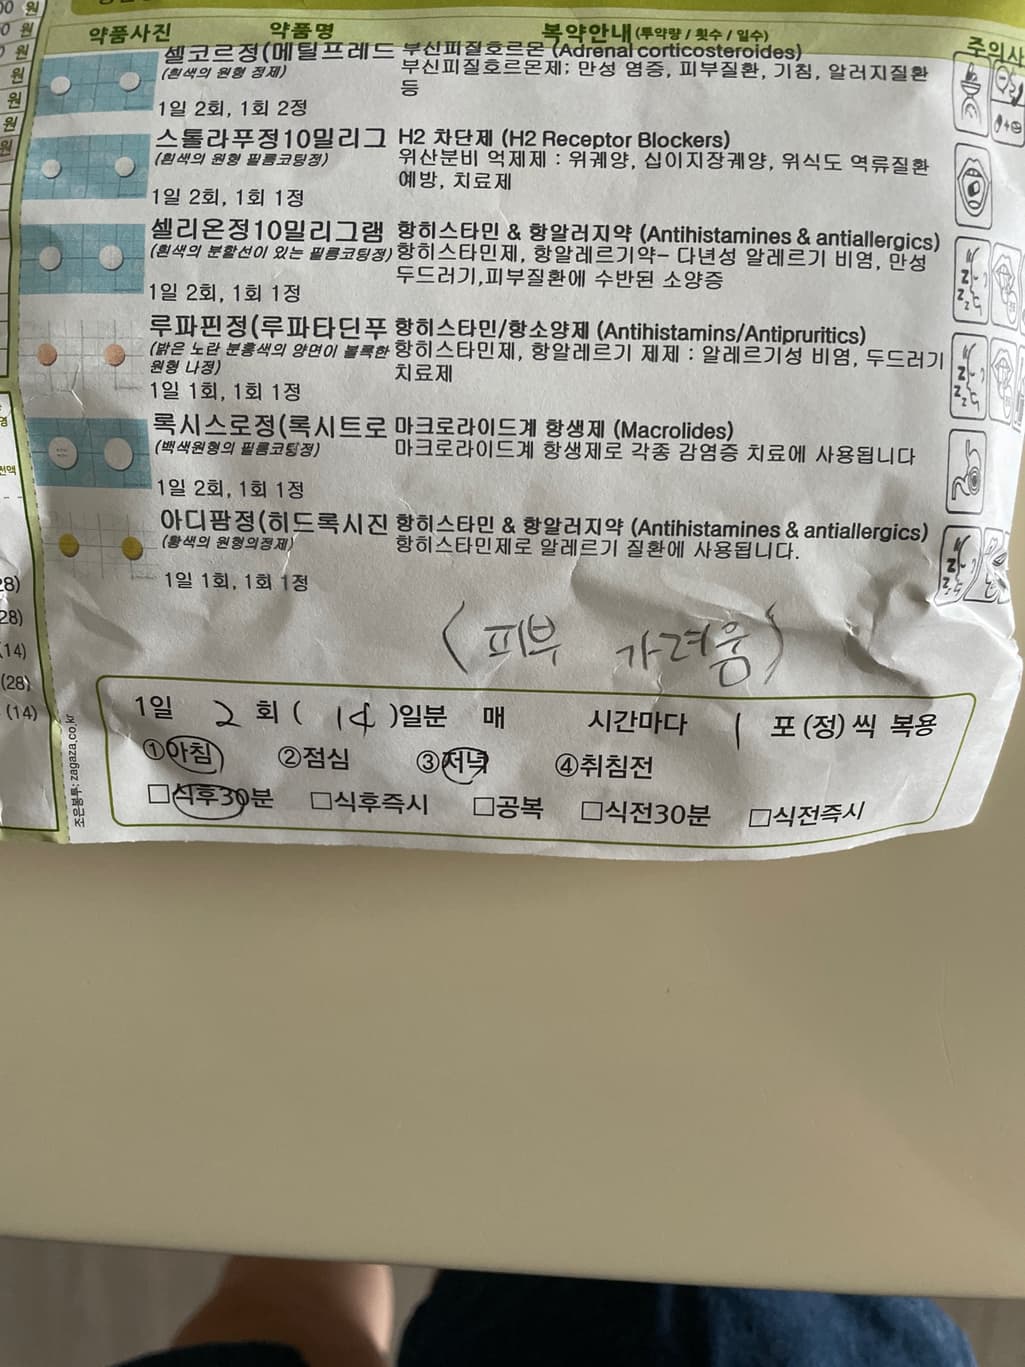 약품사진 약품명 복약안내(투약량 / 횟수 / 일수) 주의사
셀코르정(메틸프레드 부신피질호르몬 (Adrenal corticosteroides)
(흰색의 원형 정제) 부신피질호르몬제; 만성 염증, 피부질환, 기침, 알러지질환
등
1일 2회, 1회 2정
스톨라푸정10밀리그 H2 차단제 (H2 Receptor Blockers)
(흰색의 원형 필름코팅정) 위산분비 억제제 : 위궤양, 십이지장궤양, 위식도 역류질환
예방, 치료제
1일 2회, 1회 1정
셀리온정10밀리그램 항히스타민 & 항알러지약 (Antihistamines & antiallergics)
(흰색의 분할선이 있는 필름코팅정) 항히스타민제, 항알레르기약- 다년성 알레르기 비염, 만성
두드러기,피부질환에 수반된 소양증
1일 2회, 1회 1정
루파핀정(루파타딘푸 항히스타민/항소양제 (Antihistamins/Antipruritics)
(밝은 노란 분홍색의 양면이 볼록한 항히스타민제, 항알레르기 제제 : 알레르기성 비염, 두드러기
원형 나정) 치료제
1일 1회, 1회 1정
록시스로정(록시트로 마크로라이드계 항생제 (Macrolides)
(백색원형의 필름코팅정) 마크로라이드계 항생제로 각종 감염증 치료에 사용됩니다
1일 2회, 1회 1정
아디팜정(히드록시진 항히스타민 & 항알러지약 (Antihistamines & antiallergics)
(황색의 원형의정제) 항히스타민제로 알레르기 질환에 사용됩니다.
1일 1회, 1회 1정
(피부 가려움)
1일 2 회 ( 14 )일분 매 시간마다 1 포 (정) 씩 복용
①아침 ②점심 ③저녁 ④취침전
□식후30분 □식후즉시 □공복 □식전30분 □식전즉시
조은봉투: zagaza.co.kr
28)
28)
14)
(28)
(14)